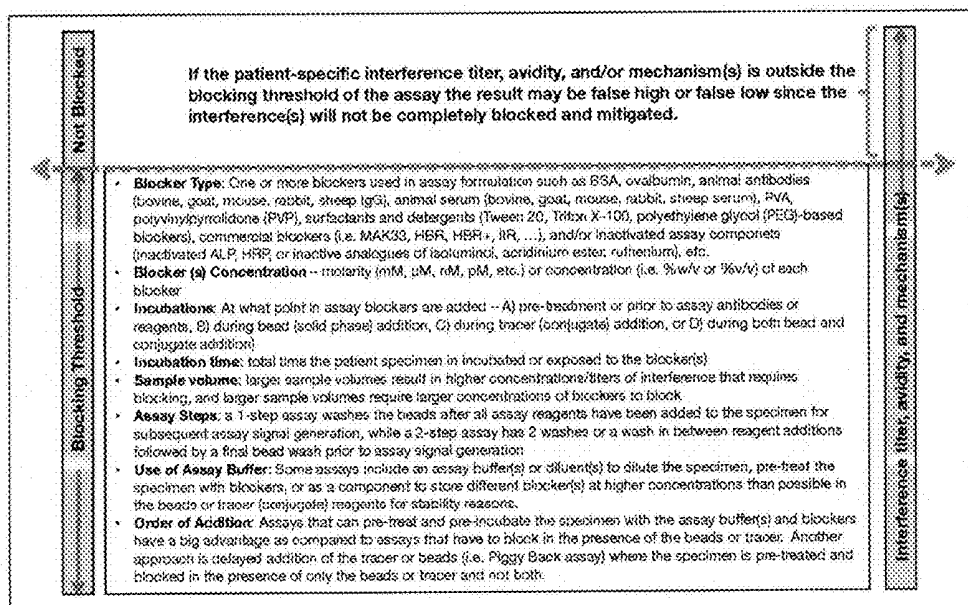 Not Blocked
If the patient-specific interference titer, avidity, and/or mechanism(s) is outside the
blocking threshold of the assay the result may be false high or false low since the
interference(s) will not be completely blocked and mitigated.
Blocking Threshold
• Blocker Type: One or more blockers used in assay formulation such as BSA, ovalbumin, animal antibodies
(bovine, goat, mouse, rabbit, sheep IgG), animal serum (bovine, goat, mouse, rabbit, sheep serum), PVA,
polyvinylpyrrolidone (PVP), surfactants and detergents (Tween 20, Triton X-100, polyethylene glycol (PEG)-based
blockers), commercial blockers (i.e. MAK33, HBR, HBR+, IIR, ...), and/or inactivated assay componets
(inactivated ALP, HRP, or inactive analogues of isoluminol, acridinium ester, ruthenium), etc.
• Blocker (s) Concentration – molarity (mM, µM, nM, pM, etc.) or concentration (i.e. %w/v or %v/v) of each
blocker
• Incubations: At what point in assay blockers are added – A) pre-treatment or prior to assay antibodies or
reagents, B) during bead (solid phase) addition, C) during tracer (conjugate) addition, or D) during both bead and
conjugate addition)
• Incubation time: total time the patient specimen in incubated or exposed to the blocker(s)
• Sample volume: larger sample volumes result in higher concentrations/titers of interference that requires
blocking, and larger sample volumes require larger concentrations of blockers to block
• Assay Steps: a 1-step assay washes the beads after all assay reagents have been added to the specimen for
subsequent assay signal generation, while a 2-step assay has 2 washes or a wash in between reagent additions
followed by a final bead wash prior to assay signal generation
• Use of Assay Buffer: Some assays include an assay buffer(s) or diluent(s) to dilute the specimen, pre-treat the
specimen with blockers, or as a component to store different blocker(s) at higher concentrations than possible in
the beads or tracer (conjugate) reagents for stability reasons.
• Order of Addition: Assays that can pre-treat and pre-incubate the specimen with the assay buffer(s) and blockers
have a big advantage as compared to assays that have to block in the presence of the beads or tracer. Another
approach is delayed addition of the tracer or beads (i.e. Piggy Back assay) where the specimen is pre-treated and
blocked in the presence of only the beads or tracer and not both.
Interference titer, avidity, and mechanism(s)